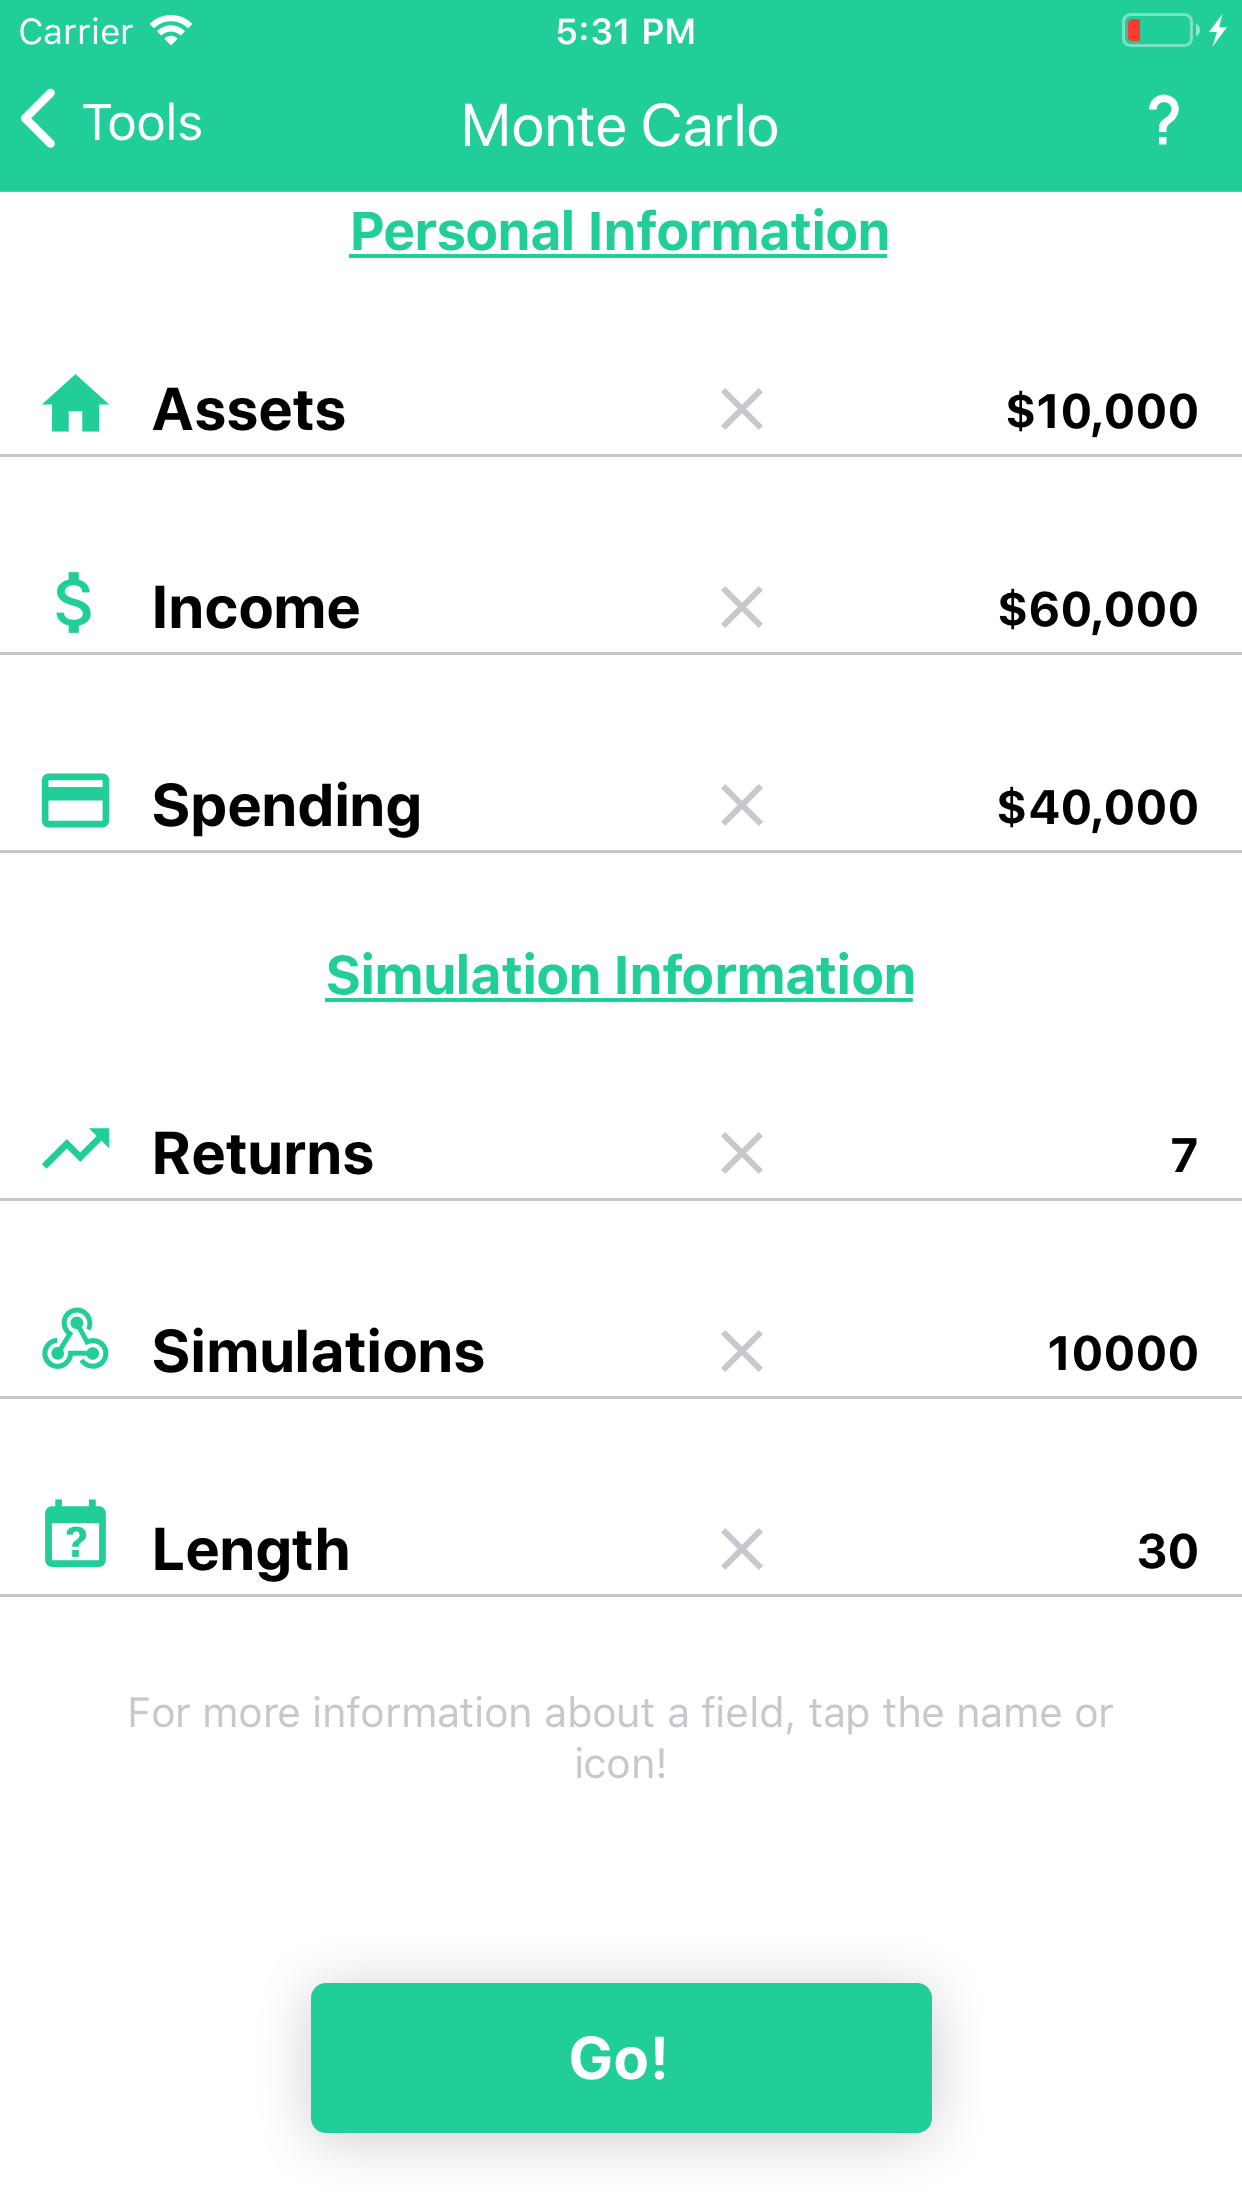 Carrier 5:31 PM
Tools Monte Carlo ?
Personal Information
Assets $10,000
$ Income $60,000
Spending $40,000
Simulation Information
Returns 7
Simulations 10000
? Length 30
For more information about a field, tap the name or
icon!
Go!